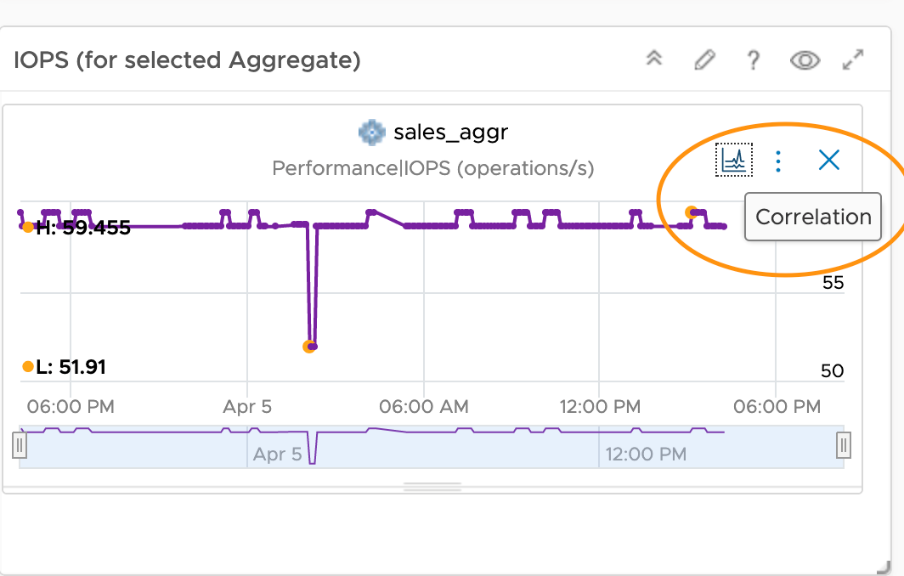 IOPS (for selected Aggregate)
?
sales_aggr
Performance|IOPS (operations/s)
Correlation
H: 59.455
55
L: 51.91
50
06:00 PM Apr 5 06:00 AM 12:00 PM 06:00 PM
Apr 5 12:00 PM